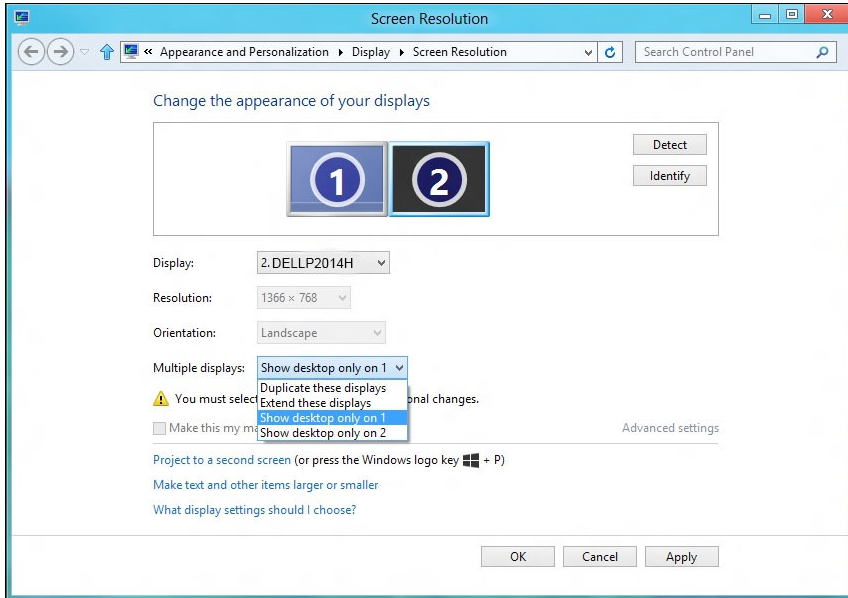 Screen Resolution
« Appearance and Personalization Display Screen Resolution Search Control Panel
Change the appearance of your displays
1 2
Detect
Identify
Display: 2. DELLP2014H
Resolution: 1366 × 768
Orientation: Landscape
Multiple displays: Show desktop only on 1
Duplicate these displays
You must select
Extend these displays
onal changes.
Show desktop only on 1
Make this my ma
Show desktop only on 2
Advanced settings
Project to a second screen (or press the Windows logo key + P)
Make text and other items larger or smaller
What display settings should I choose?
OK Cancel Apply